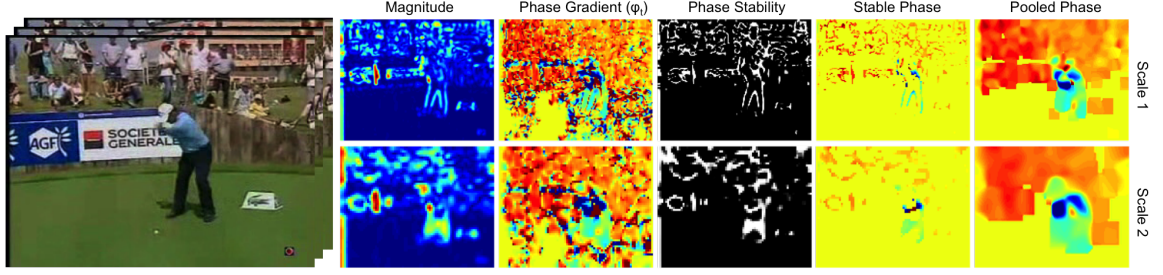 Magnitude
Phase Gradient (φₜ)
Phase Stability
Stable Phase
Pooled Phase
Scale 1
Scale 2
AGF
SOCIETE
GENERALE